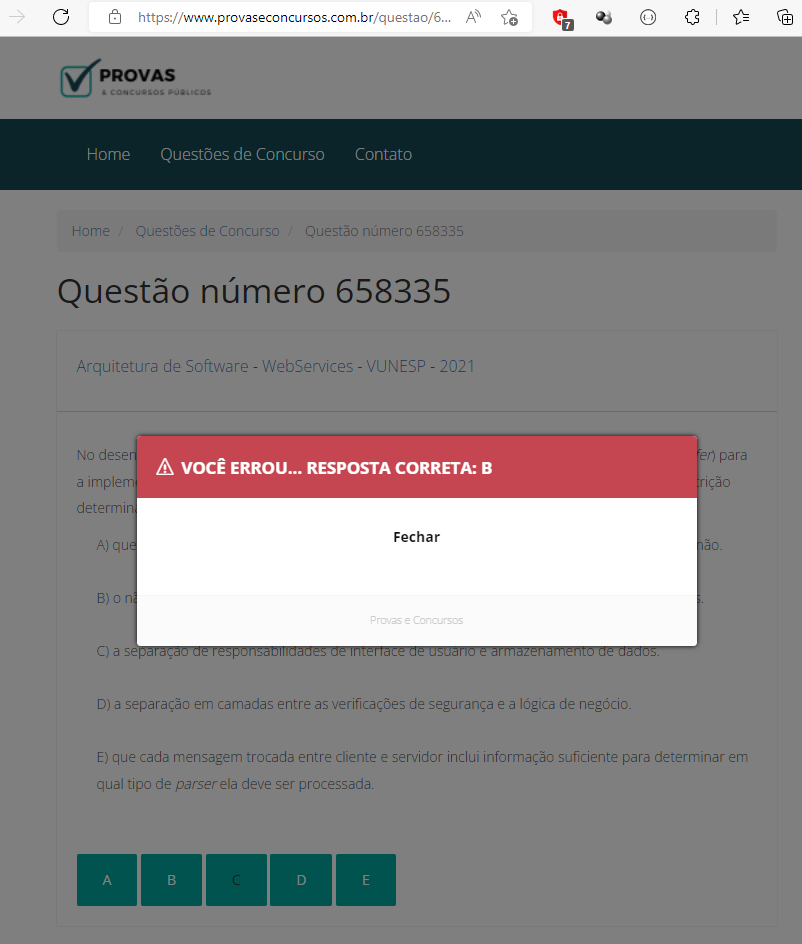 https://www.provaseconcursos.com.br/questao/6...
7
PROVAS
& CONCURSOS PÚBLICOS
Home Questões de Concurso Contato
Home / Questões de Concurso / Questão número 658335
Questão número 658335
Arquitetura de Software - WebServices - VUNESP - 2021
No desen fer) para
a implem rição
determin
VOCÊ ERROU... RESPOSTA CORRETA: B
Fechar
Provas e Concursos
A) que não.
B) o nã s.
C) a separação de responsabilidades de interface de usuário e armazenamento de dados.
D) a separação em camadas entre as verificações de segurança e a lógica de negócio.
E) que cada mensagem trocada entre cliente e servidor inclui informação suficiente para determinar em
qual tipo de parser ela deve ser processada.
A B C D E